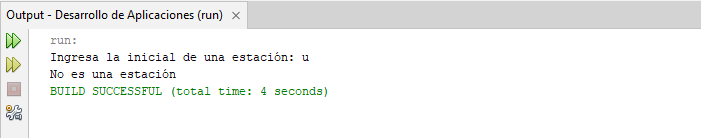 Output - Desarrollo de Aplicaciones (run)
run:
Ingresa la inicial de una estación: u
No es una estación
BUILD SUCCESSFUL (total time: 4 seconds)